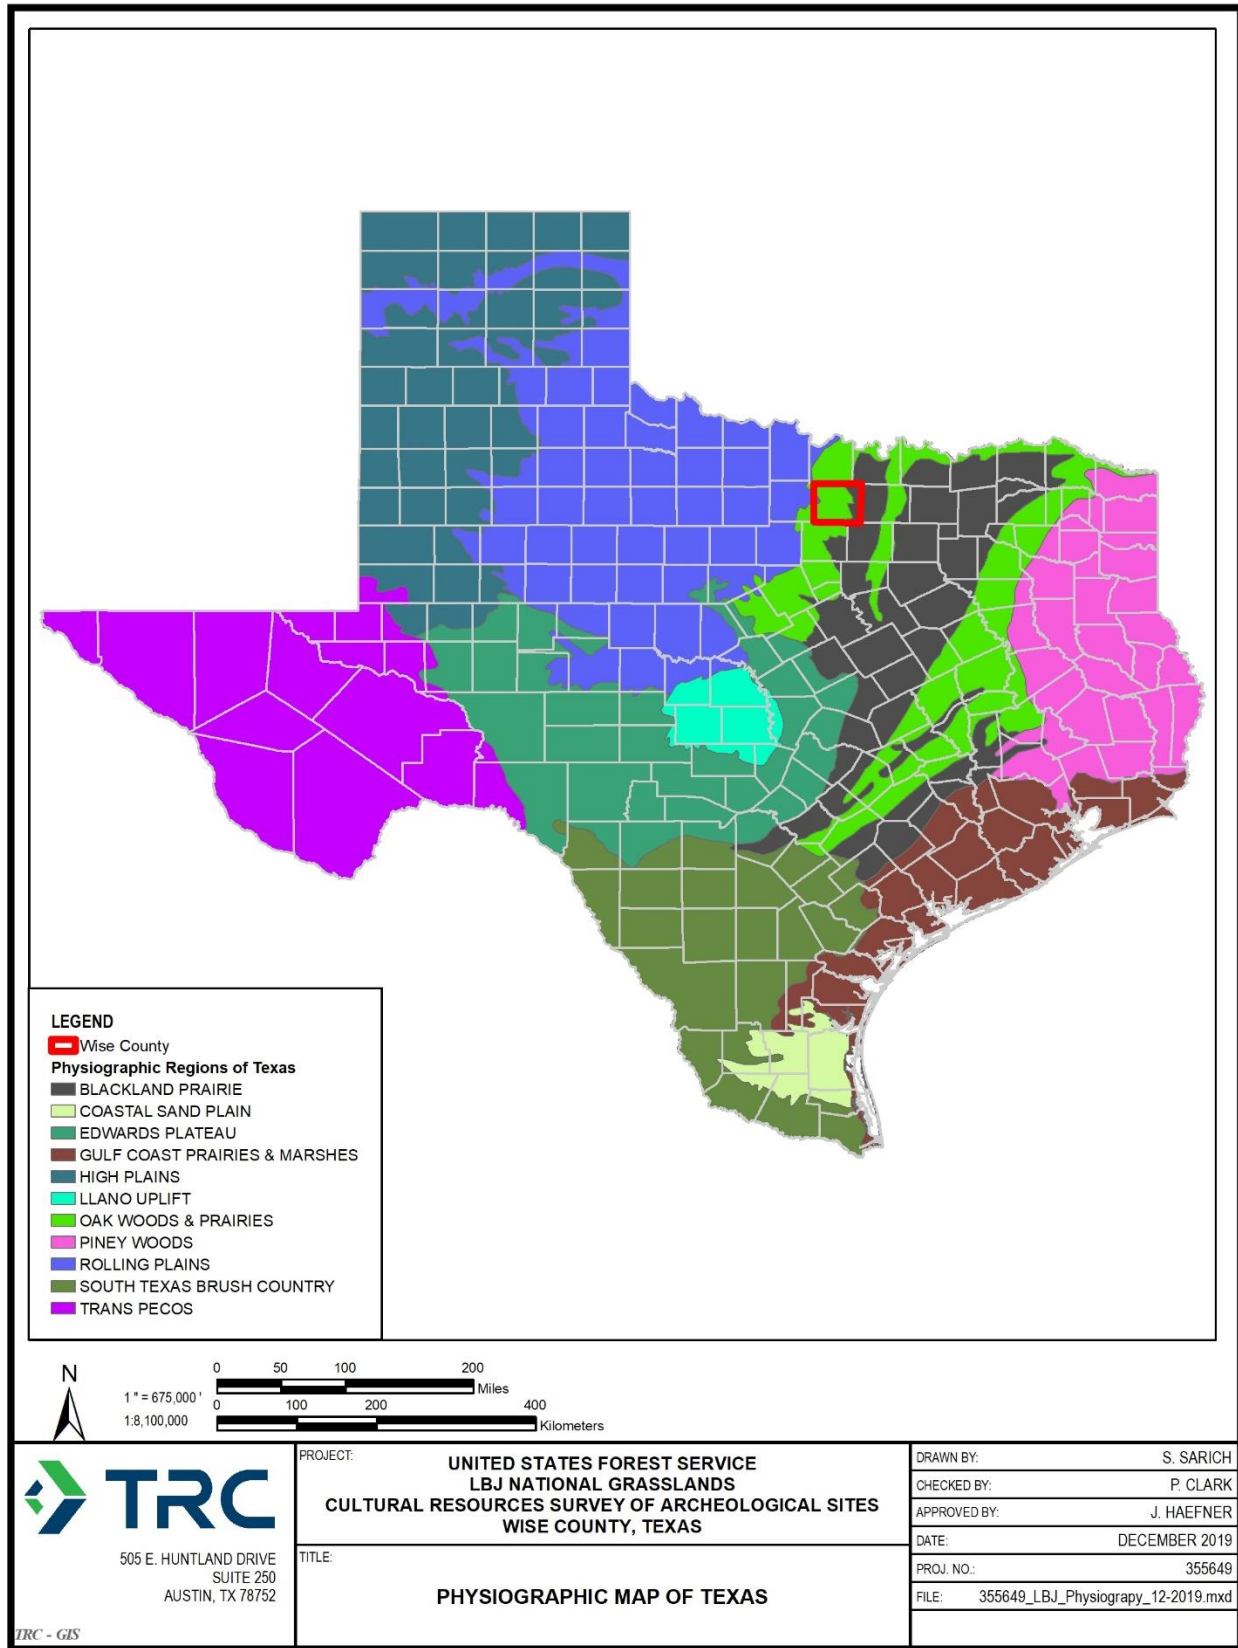 LEGEND
Wise County
Physiographic Regions of Texas
BLACKLAND PRAIRIE
COASTAL SAND PLAIN
EDWARDS PLATEAU
GULF COAST PRAIRIES & MARSHES
HIGH PLAINS
LLANO UPLIFT
OAK WOODS & PRAIRIES
PINEY WOODS
ROLLING PLAINS
SOUTH TEXAS BRUSH COUNTRY
TRANS PECOS
N
1 " = 675,000 '
1:8,100,000
0 50 100 200
Miles
0 100 200 400
Kilometers
TRC
505 E. HUNTLAND DRIVE
SUITE 250
AUSTIN, TX 78752
TRC - GIS
PROJECT:
UNITED STATES FOREST SERVICE
LBJ NATIONAL GRASSLANDS
CULTURAL RESOURCES SURVEY OF ARCHEOLOGICAL SITES
WISE COUNTY, TEXAS
TITLE:
PHYSIOGRAPHIC MAP OF TEXAS
DRAWN BY: S. SARICH
CHECKED BY: P. CLARK
APPROVED BY: J. HAEFNER
DATE: DECEMBER 2019
PROJ. NO.: 355649
FILE: 355649_LBJ_Physiograpy_12-2019.mxd